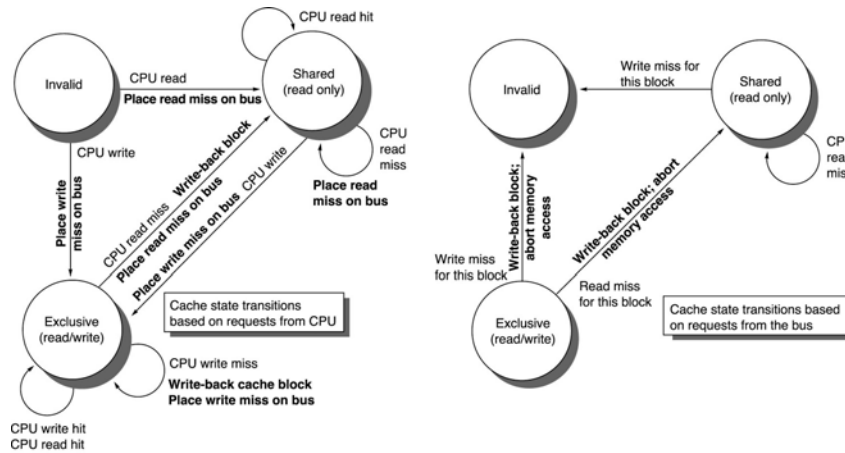 CPU read hit
Invalid
CPU read
Place read miss on bus
Shared
(read only)
CPU write
Place write
miss on bus
CPU read miss
Write-back block
Place read miss on bus
Place write miss on bus
CPU write
CPU
read
miss
Place read
miss on bus
Cache state transitions
based on requests from CPU
Exclusive
(read/write)
CPU write miss
Write-back cache block
Place write miss on bus
CPU write hit
CPU read hit
Invalid
Write miss for
this block
Shared
(read only)
CP
rea
mis
Write-back block;
abort memory
access
Write-back block; abort
memory access
Write miss
for this block
Read miss
for this block
Exclusive
(read/write)
Cache state transitions based
on requests from the bus